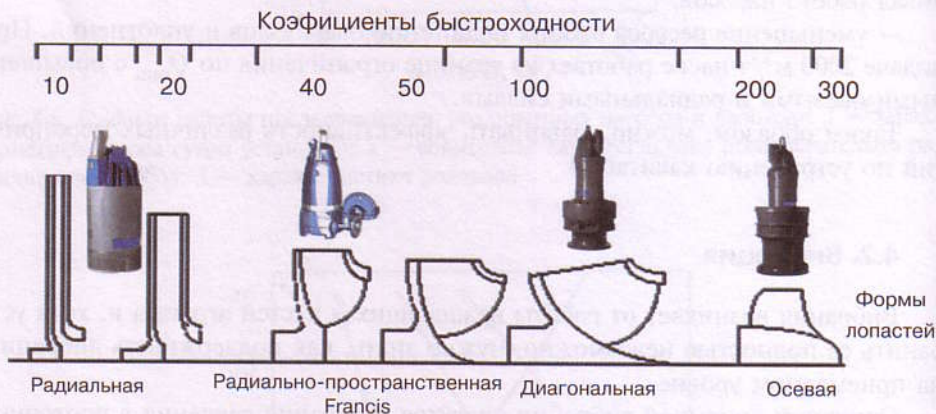 Коэфициенты быстроходности
10 20 40 50 100 200 300
Формы
лопастей
Радиальная Радиально-пространственная Диагональная Осевая
Francis